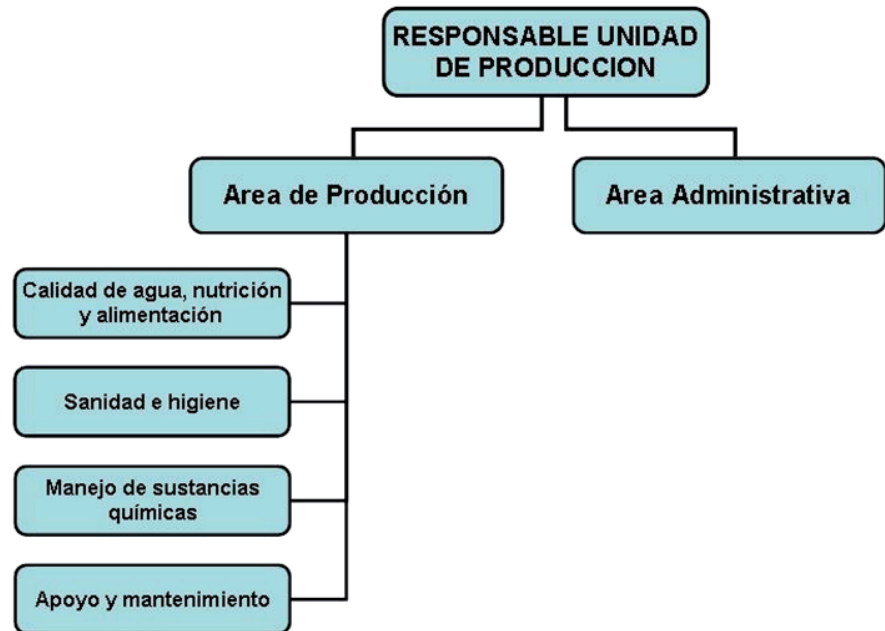 RESPONSABLE UNIDAD
DE PRODUCCION
Area de Producción
Area Administrativa
Calidad de agua, nutrición
y alimentación
Sanidad e higiene
Manejo de sustancias
químicas
Apoyo y mantenimiento